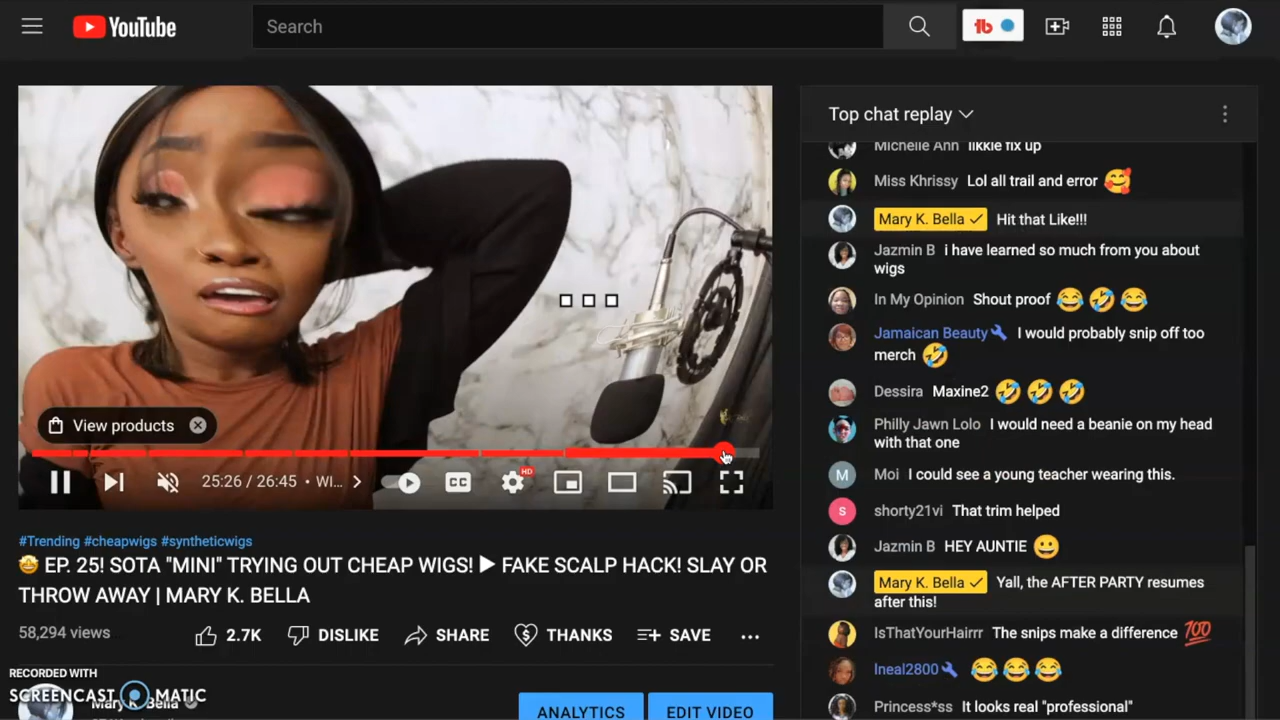 YouTube
Search
Top chat replay
Michelle Ann likkle fix up
Miss Khrissy Lol all trail and error
Mary K. Bella Hit that Like!!!
Jazmin B i have learned so much from you about
wigs
In My Opinion Shout proof
Jamaican Beauty I would probably snip off too
merch
Dessira Maxine2
Philly Jawn Lolo I would need a beanie on my head
with that one
M Moi I could see a young teacher wearing this.
s shorty21vi That trim helped
Jazmin B HEY AUNTIE
Mary K. Bella Yall, the AFTER PARTY resumes
after this!
IsThatYourHairrr The snips make a difference
Ineal2800
Princess*ss It looks real "professional"
View products
25:26 / 26:45 • WI...
CC
HD
#Trending #cheapwigs #syntheticwigs
EP. 25! SOTA "MINI" TRYING OUT CHEAP WIGS! ▶ FAKE SCALP HACK! SLAY OR
THROW AWAY | MARY K. BELLA
58,294 views
2.7K DISLIKE SHARE THANKS SAVE ...
RECORDED WITH
SCREENCAST MATIC
Mary K. Bella
ANALYTICS EDIT VIDEO